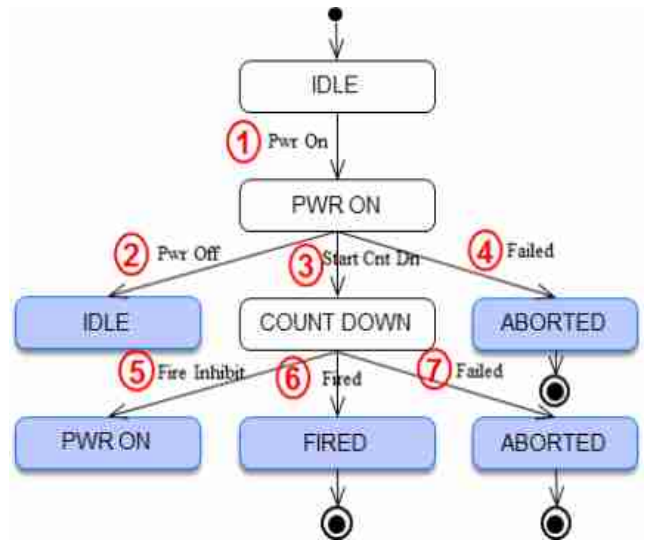 IDLE
1 Pwr On
PWR ON
2 Pwr Off
3 Start Cnt Dn
4 Failed
IDLE
COUNT DOWN
ABORTED
5 Fire Inhibit
6 Fired
7 Failed
PWR ON
FIRED
ABORTED